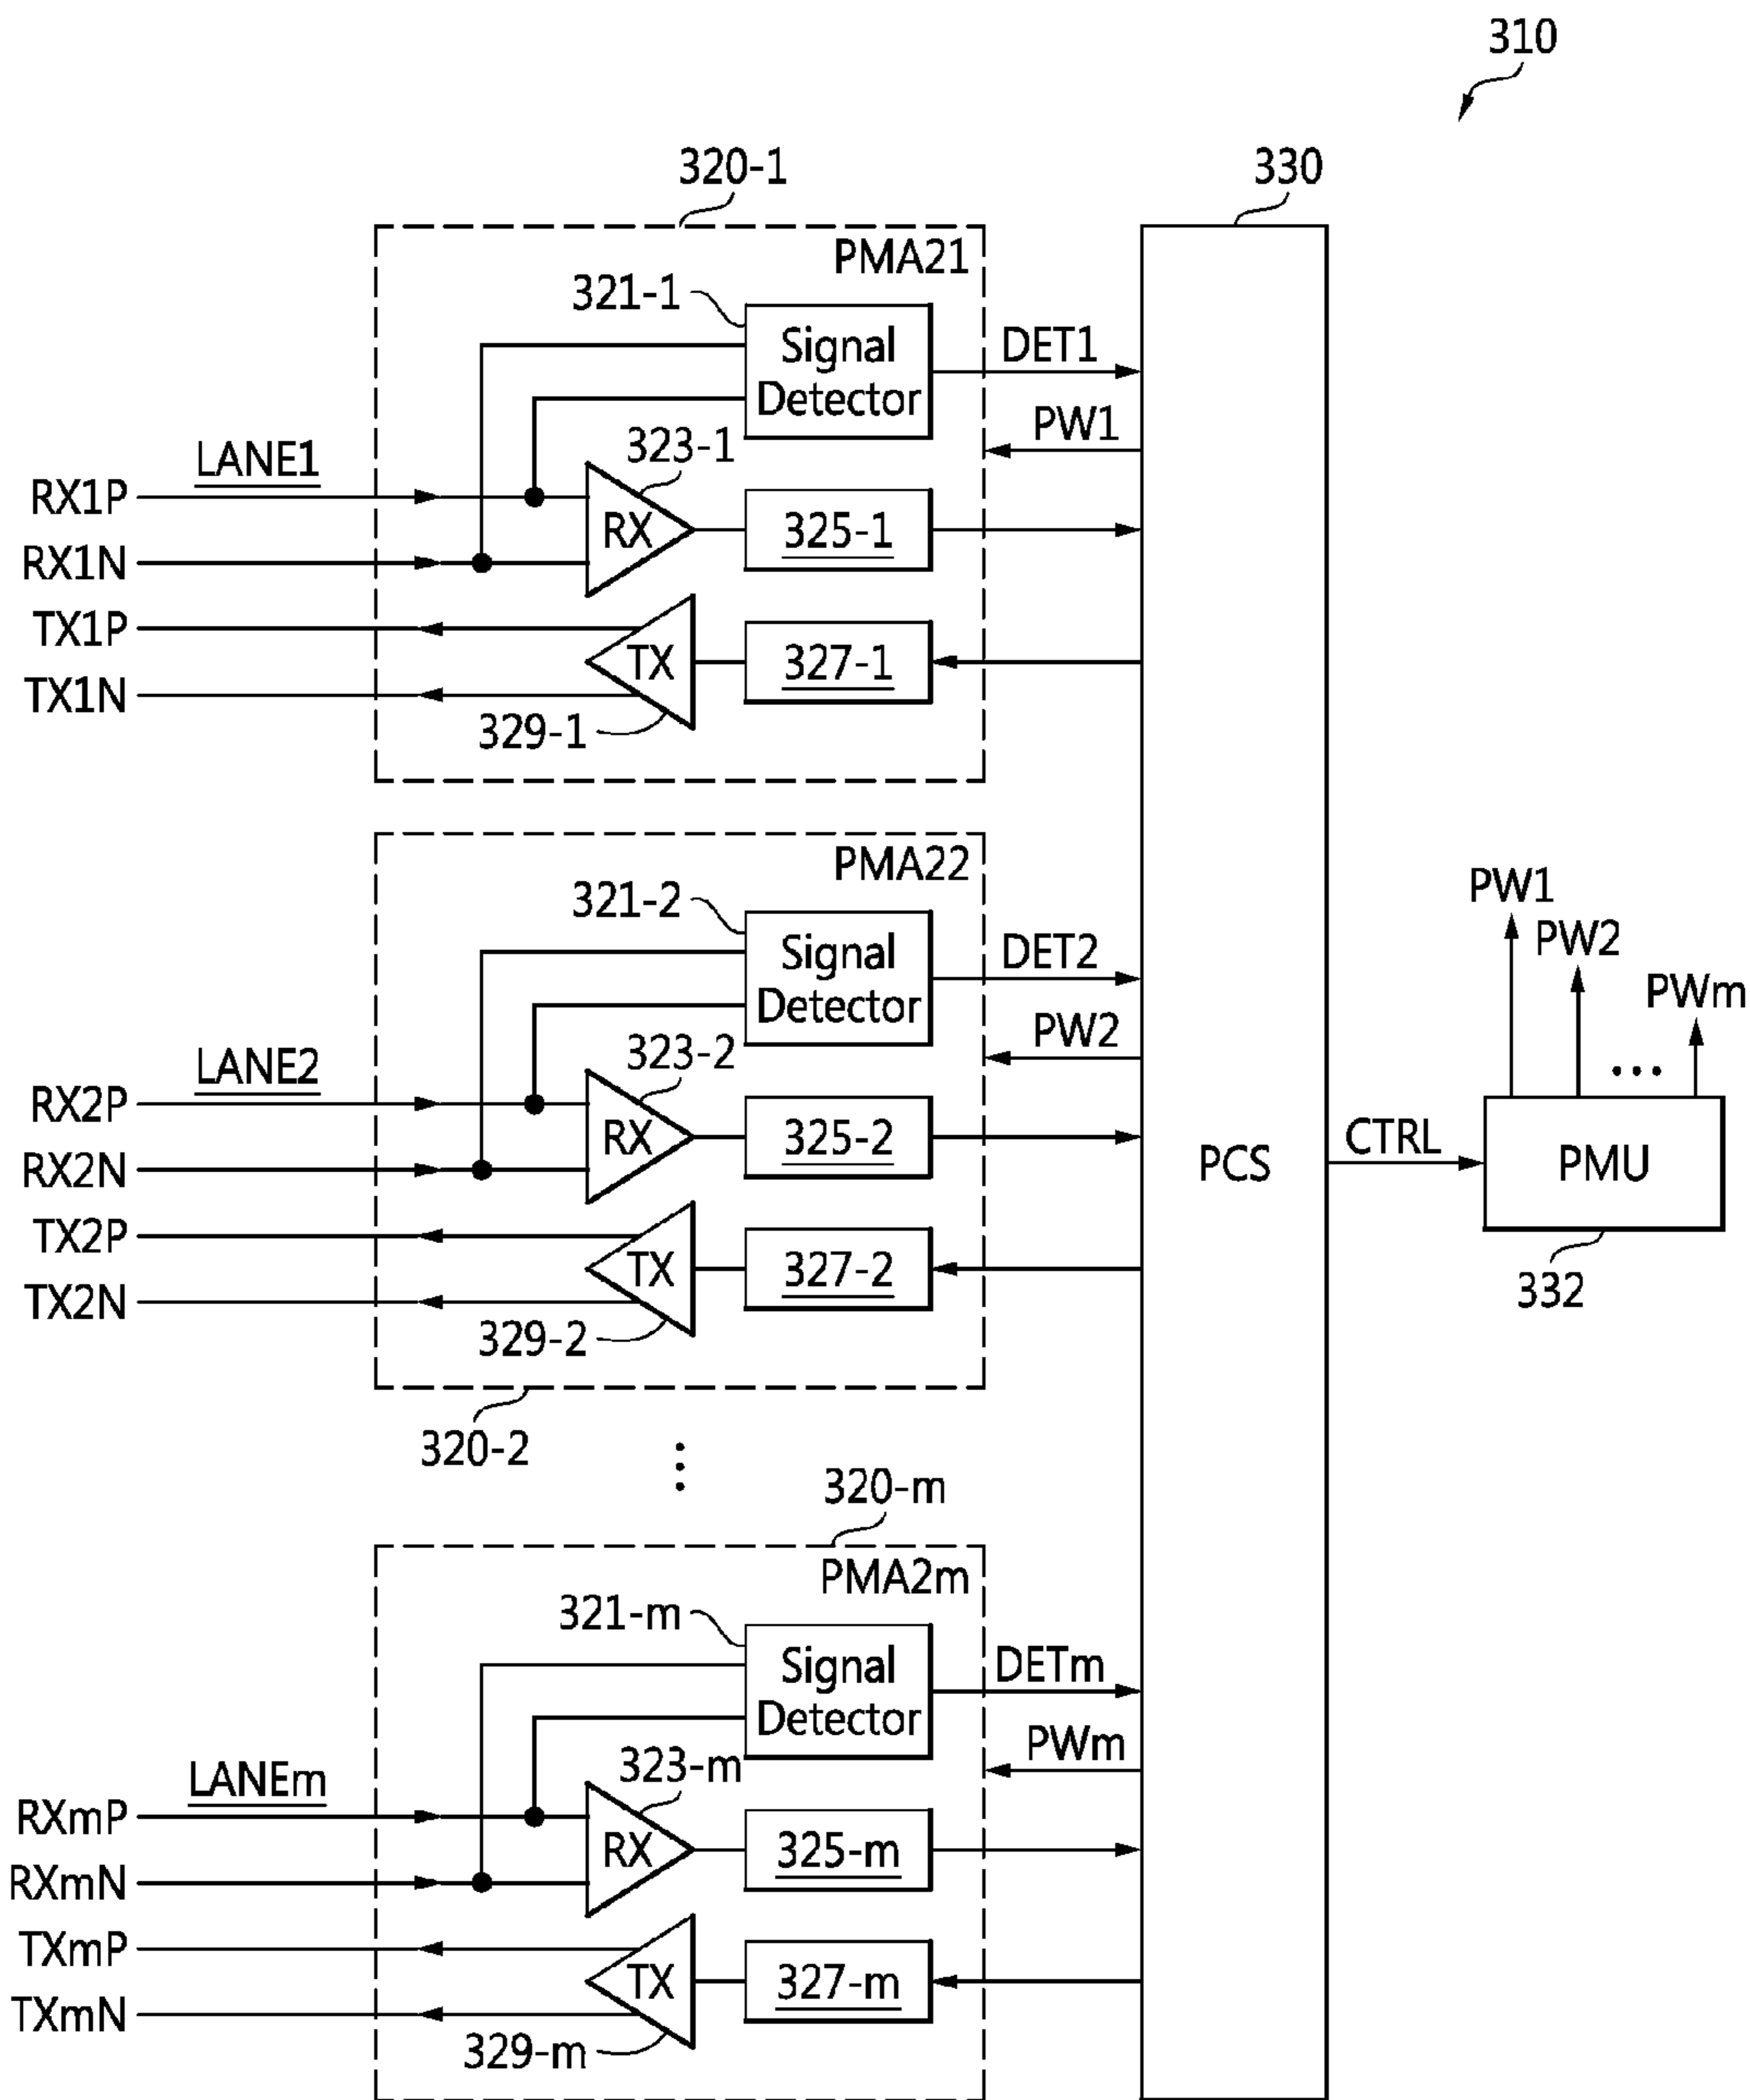 310
320-1
330
PMA21
321-1
Signal
Detector
DET1
PW1
323-1
LANE1
RX1P
RX
325-1
RX1N
TX1P
TX
327-1
TX1N
329-1
PMA22
321-2
Signal
Detector
DET2
PW2
323-2
LANE2
RX2P
RX
325-2
RX2N
TX2P
TX
327-2
TX2N
329-2
320-2
PCS
CTRL
PMU
332
PW1
PW2
PWm
...
320-m
PMA2m
321-m
Signal
Detector
DETm
PWm
323-m
LANEm
RXmP
RX
325-m
RXmN
TXmP
TX
327-m
TXmN
329-m